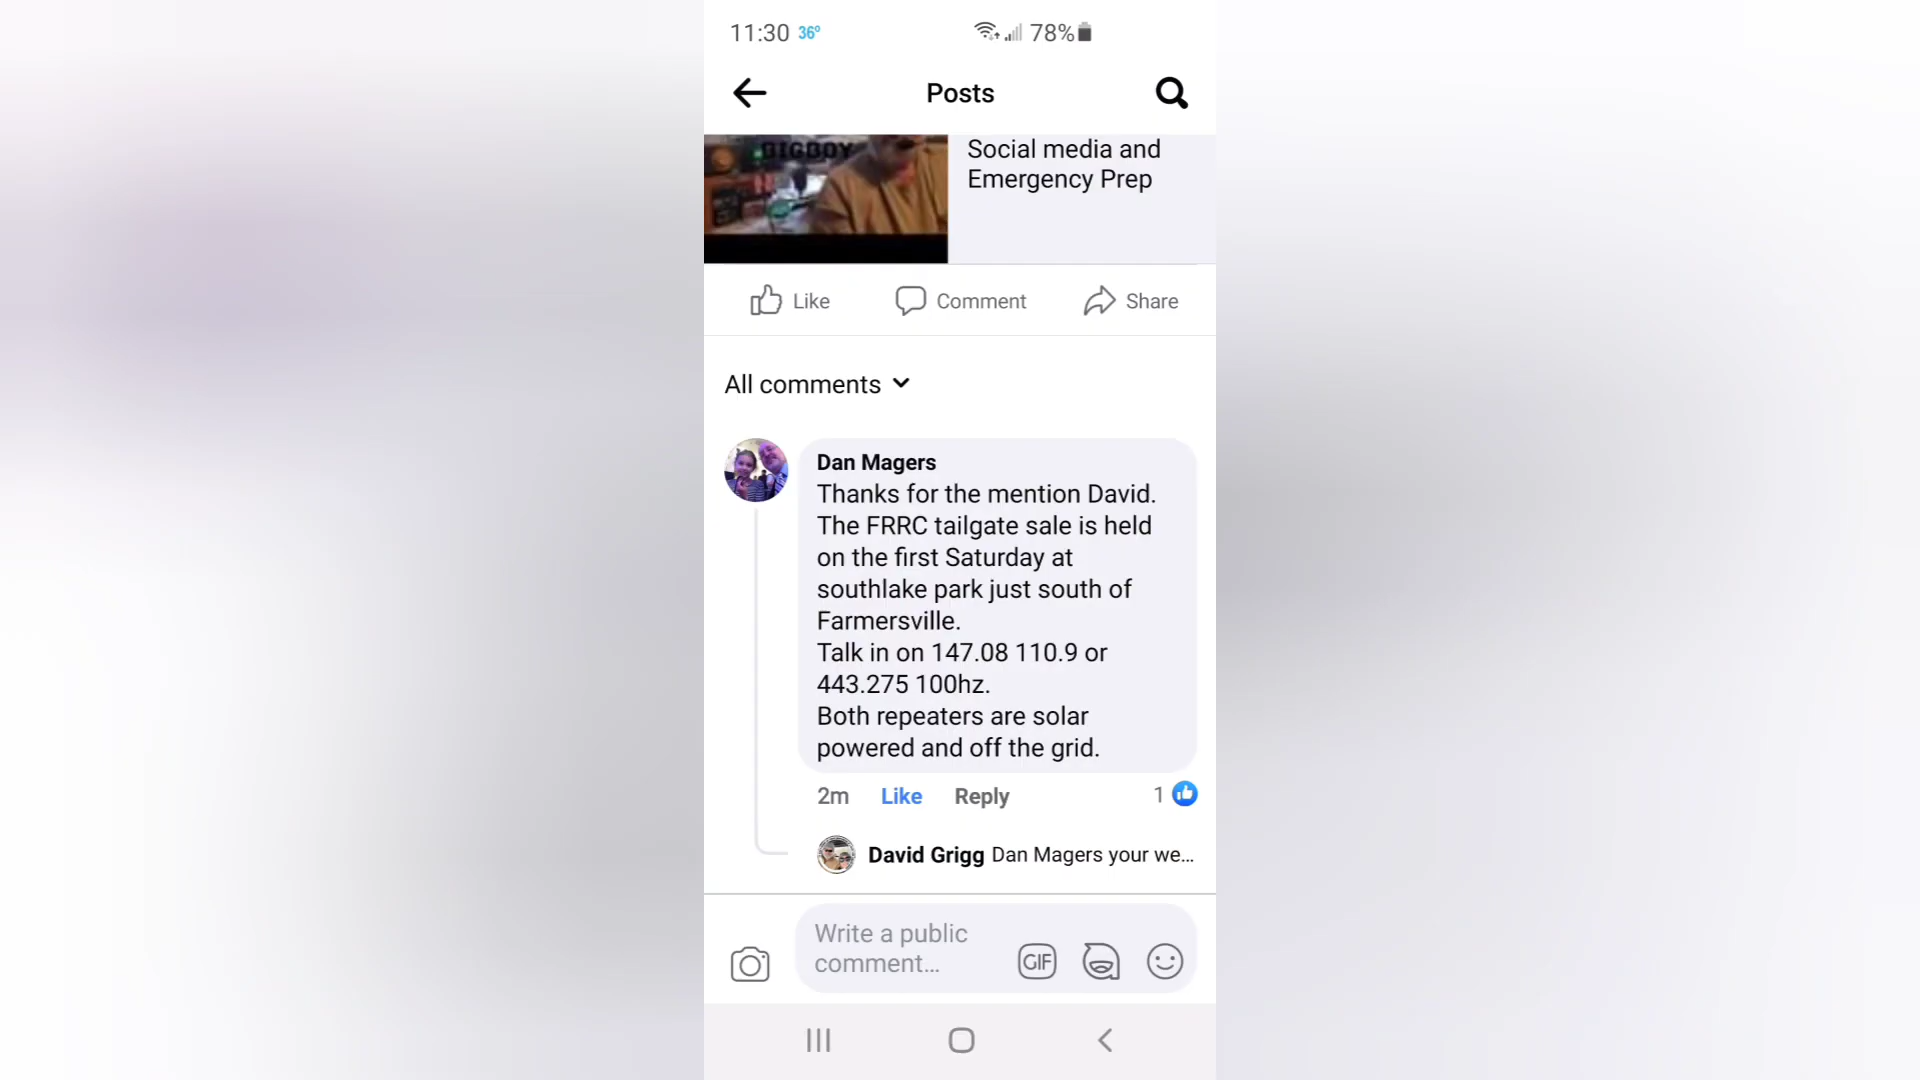 11:30 36° 78%
Posts
BIGBOY
Social media and
Emergency Prep
Like Comment Share
All comments
Dan Magers
Thanks for the mention David.
The FRRC tailgate sale is held
on the first Saturday at
southlake park just south of
Farmersville.
Talk in on 147.08 110.9 or
443.275 100hz.
Both repeaters are solar
powered and off the grid.
2m Like Reply 1
David Grigg Dan Magers your we...
Write a public
comment...
GIF